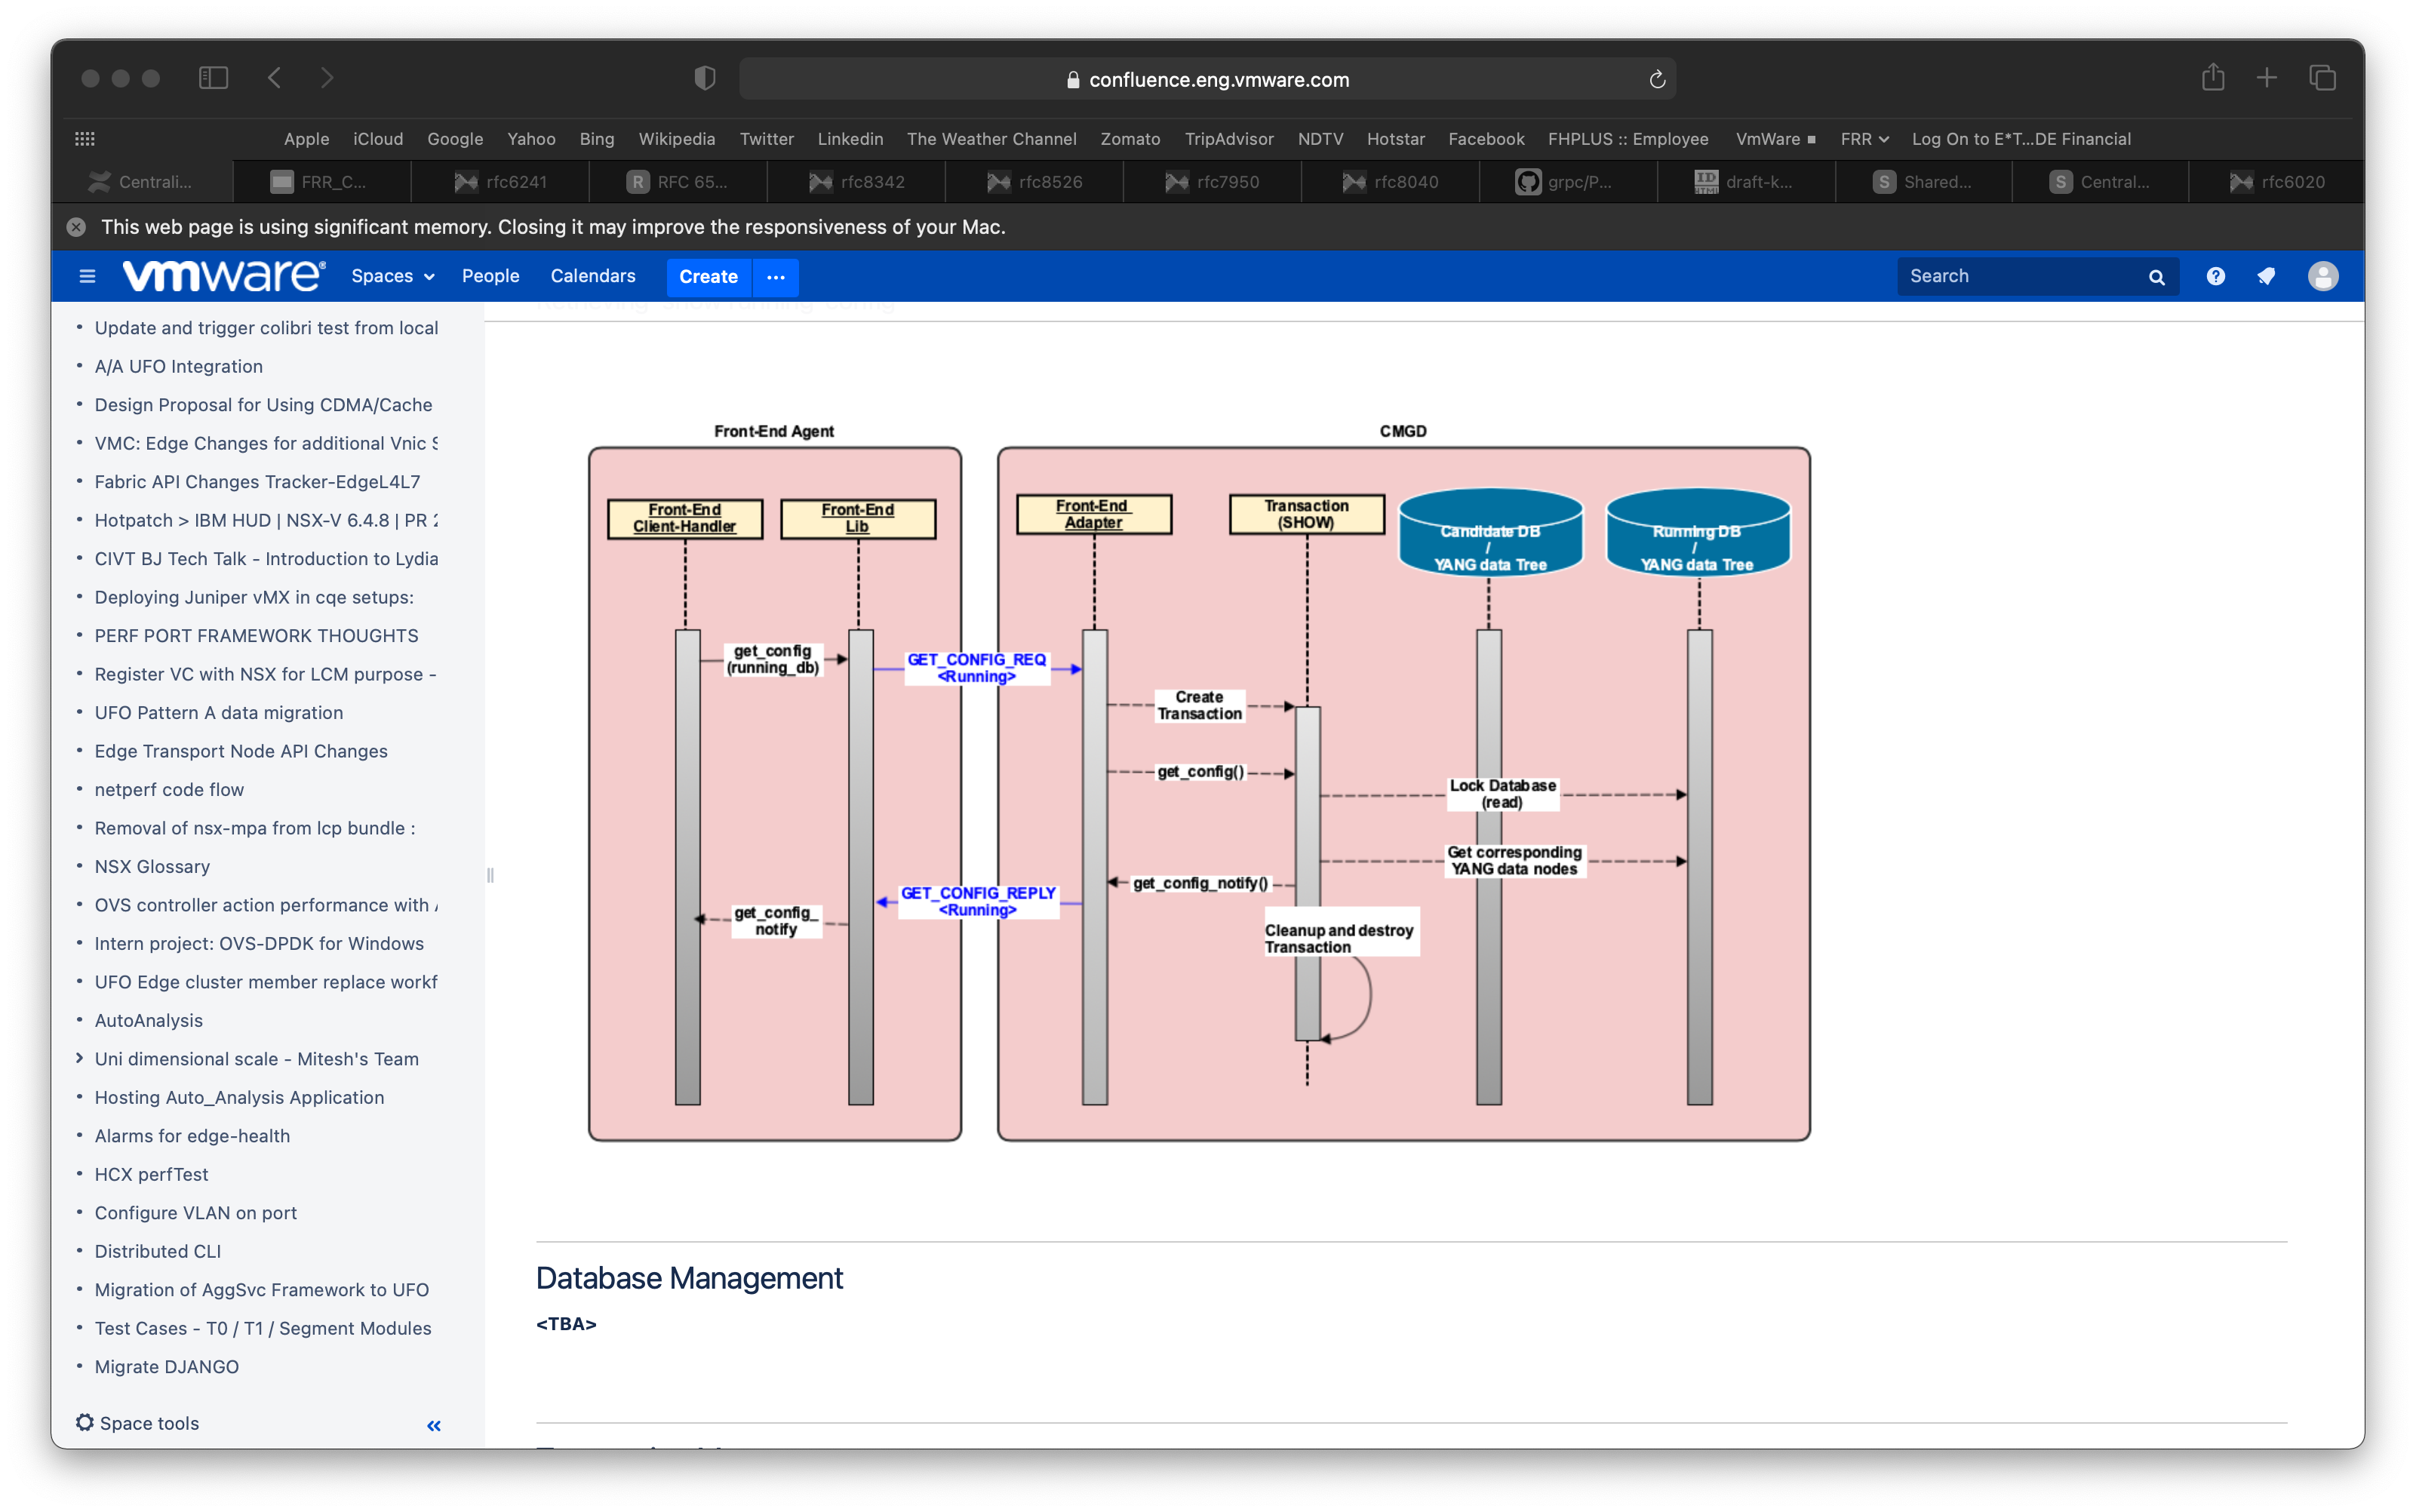 confluence.eng.vmware.com
Apple iCloud Google Yahoo Bing Wikipedia Twitter Linkedin The Weather Channel Zomato TripAdvisor NDTV Hotstar Facebook FHPLUS :: Employee VmWare FRR Log On to E*T...DE Financial
Centrali... FRR_C... rfc6241 RFC 65... rfc8342 rfc8526 rfc7950 rfc8040 grpc/P... draft-k... Shared... Central... rfc6020
This web page is using significant memory. Closing it may improve the responsiveness of your Mac.
vmware® Spaces People Calendars Create ... Search
Update and trigger colibri test from local
A/A UFO Integration
Design Proposal for Using CDMA/Cache
VMC: Edge Changes for additional Vnic
Fabric API Changes Tracker-EdgeL4L7
Hotpatch > IBM HUD | NSX-V 6.4.8 | PR
CIVT BJ Tech Talk - Introduction to Lydia
Deploying Juniper vMX in cqe setups:
PERF PORT FRAMEWORK THOUGHTS
Register VC with NSX for LCM purpose -
UFO Pattern A data migration
Edge Transport Node API Changes
netperf code flow
Removal of nsx-mpa from lcp bundle :
NSX Glossary
OVS controller action performance with
Intern project: OVS-DPDK for Windows
UFO Edge cluster member replace workf
AutoAnalysis
Uni dimensional scale - Mitesh's Team
Hosting Auto_Analysis Application
Alarms for edge-health
HCX perfTest
Configure VLAN on port
Distributed CLI
Migration of AggSvc Framework to UFO
Test Cases - T0 / T1 / Segment Modules
Migrate DJANGO
Space tools
Front-End Agent
CMGD
Front-End
Client-Handler
Front-End
Lib
Front-End
Adapter
Transaction
(SHOW)
Candidate DB
/
YANG data Tree
Running DB
/
YANG data Tree
get_config
(running_db)
GET_CONFIG_REQ
<Running>
Create
Transaction
get_config()
Lock Database
(read)
Get corresponding
YANG data nodes
get_config_notify()
GET_CONFIG_REPLY
<Running>
get_config_
notify
Cleanup and destroy
Transaction
Database Management
<TBA>